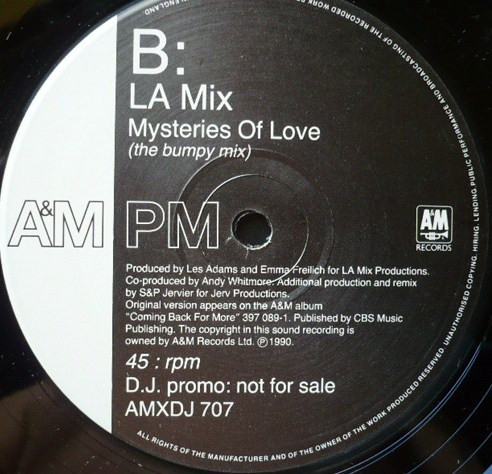 B:
LA Mix
Mysteries Of Love
(the bumpy mix)
A&M PM
A&M
RECORDS
Produced by Les Adams and Emma Freilich for LA Mix Productions.
Co-produced by Andy Whitmore. Additional production and remix
by S&P Jervier for Jerv Productions.
Original version appears on the A&M album
"Coming Back For More" 397 089-1. Published by CBS Music
Publishing. The copyright in this sound recording is
owned by A&M Records Ltd. ℗1990.
45 : rpm
D.J. promo: not for sale
AMXDJ 707
ALL RIGHTS OF THE MANUFACTURER AND OF THE OWNER OF THE WORK PRODUCED RESERVED. UNAUTHORISED COPYING, HIRING, LENDING, PUBLIC PERFORMANCE AND BROADCASTING OF THE RECORDED WORK